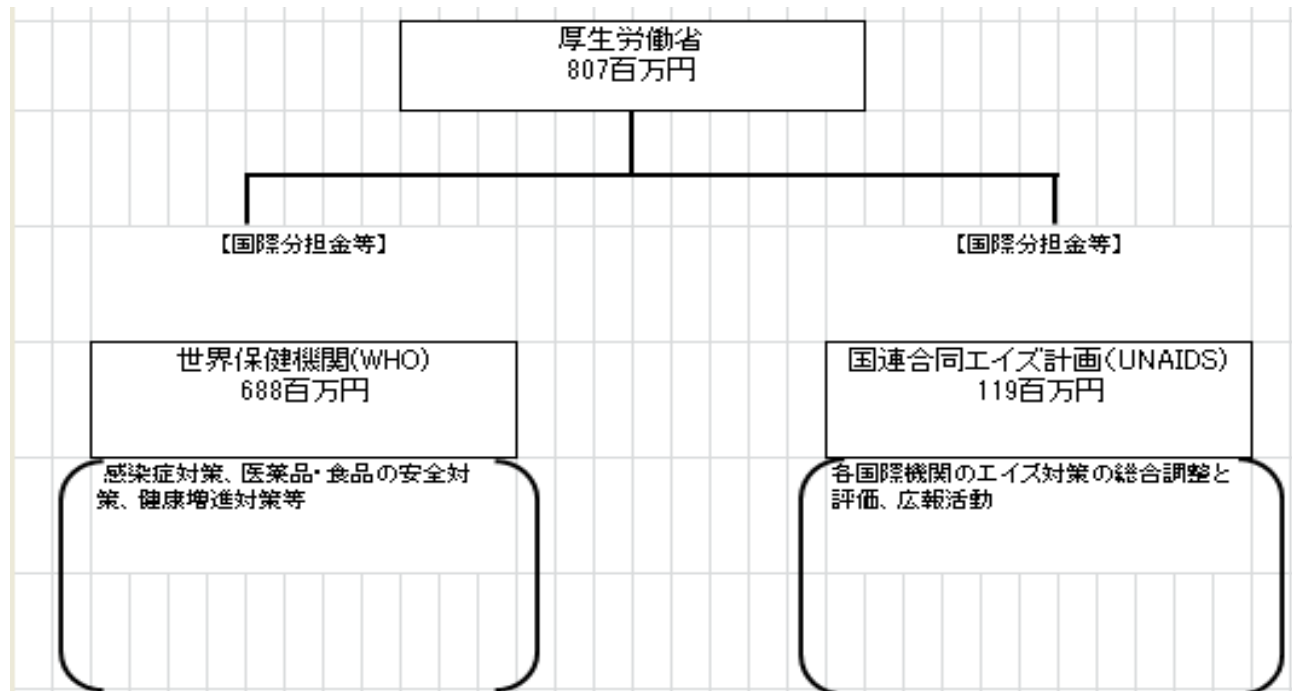 厚生労働省
807百万円
【国際分担金等】
【国際分担金等】
世界保健機関(WHO)
688百万円
国連合同エイズ計画(UNAIDS)
119百万円
感染症対策、医薬品・食品の安全対
策、健康増進対策等
各国際機関のエイズ対策の総合調整と
評価、広報活動